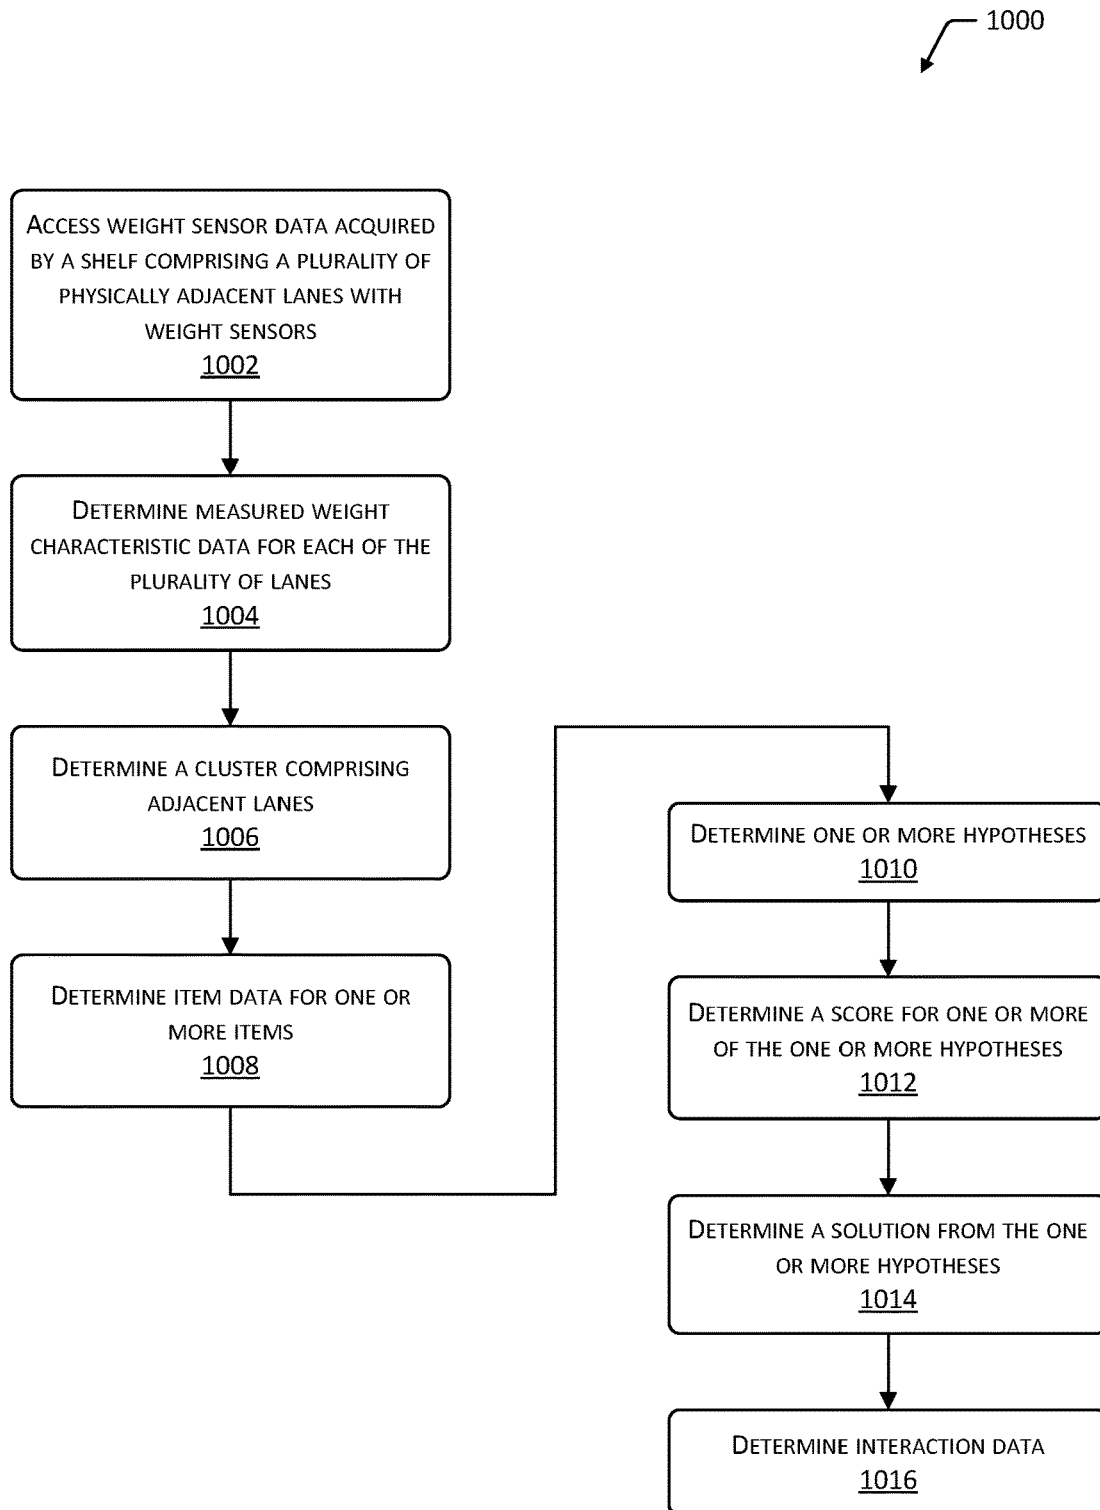 1000
ACCESS WEIGHT SENSOR DATA ACQUIRED
BY A SHELF COMPRISING A PLURALITY OF
PHYSICALLY ADJACENT LANES WITH
WEIGHT SENSORS
1002
DETERMINE MEASURED WEIGHT
CHARACTERISTIC DATA FOR EACH OF THE
PLURALITY OF LANES
1004
DETERMINE A CLUSTER COMPRISING
ADJACENT LANES
1006
DETERMINE ITEM DATA FOR ONE OR
MORE ITEMS
1008
DETERMINE ONE OR MORE HYPOTHESES
1010
DETERMINE A SCORE FOR ONE OR MORE
OF THE ONE OR MORE HYPOTHESES
1012
DETERMINE A SOLUTION FROM THE ONE
OR MORE HYPOTHESES
1014
DETERMINE INTERACTION DATA
1016